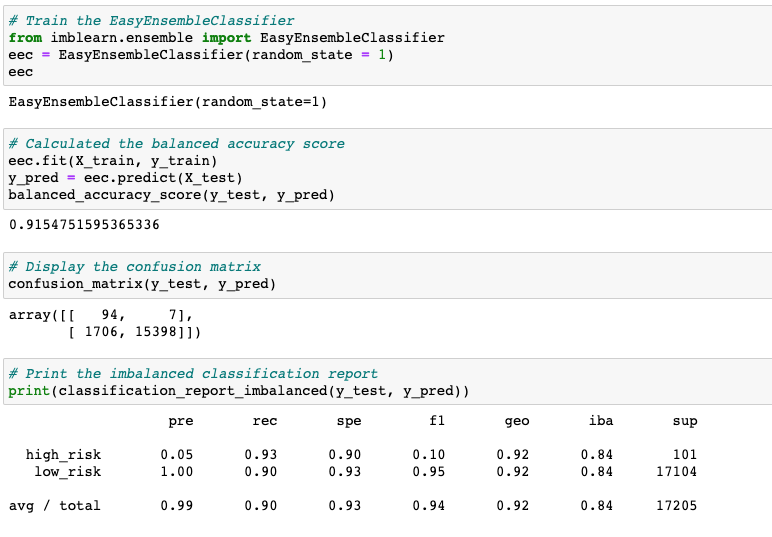 # Train the EasyEnsembleClassifier
from imblearn.ensemble import EasyEnsembleClassifier
eec = EasyEnsembleClassifier(random_state = 1)
eec
EasyEnsembleClassifier(random_state=1)
# Calculated the balanced accuracy score
eec.fit(X_train, y_train)
y_pred = eec.predict(X_test)
balanced_accuracy_score(y_test, y_pred)
0.9154751595365336
# Display the confusion matrix
confusion_matrix(y_test, y_pred)
array([[   94,     7],
       [ 1706, 15398]])
# Print the imbalanced classification report
print(classification_report_imbalanced(y_test, y_pred))
                   pre       rec       spe        f1       geo       iba       sup
  high_risk       0.05      0.93      0.90      0.10      0.92      0.84       101
   low_risk       1.00      0.90      0.93      0.95      0.92      0.84     17104
avg / total       0.99      0.90      0.93      0.94      0.92      0.84     17205